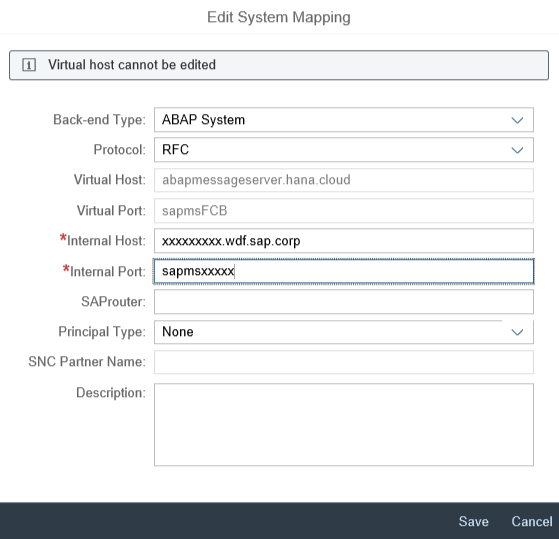 Edit System Mapping
Virtual host cannot be edited
Back-end Type: ABAP System
Protocol: RFC
Virtual Host: abapmessageserver.hana.cloud
Virtual Port: sapmsFCB
*Internal Host: xxxxxxxxx.wdf.sap.corp
*Internal Port: sapmsxxxxx
SAProuter:
Principal Type: None
SNC Partner Name:
Description:
Save Cancel